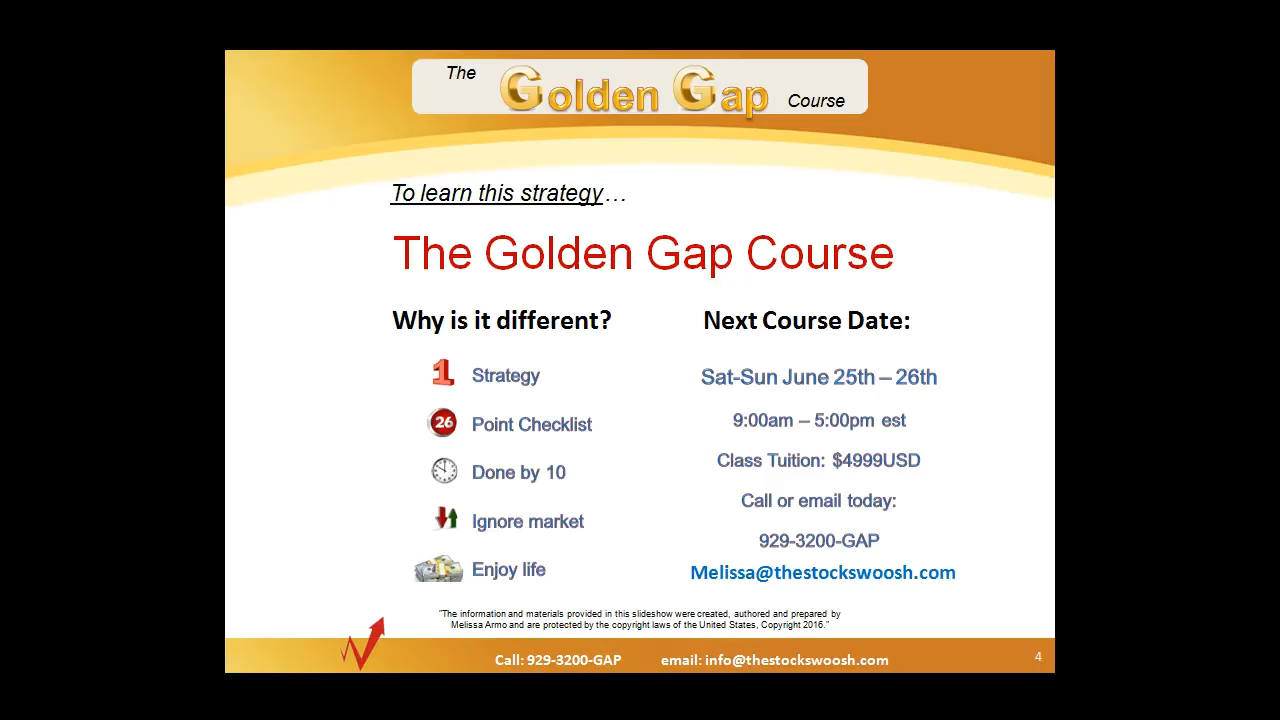 The Golden Gap Course
To learn this strategy…
The Golden Gap Course
Why is it different?
1 Strategy
26 Point Checklist
Done by 10
Ignore market
Enjoy life
Next Course Date:
Sat-Sun June 25th – 26th
9:00am – 5:00pm est
Class Tuition: $4999USD
Call or email today:
929-3200-GAP
Melissa@thestockswoosh.com
"The information and materials provided in this slideshow were created, authored and prepared by
Melissa Armo and are protected by the copyright laws of the United States, Copyright 2016."
Call: 929-3200-GAP email: info@thestockswoosh.com 4